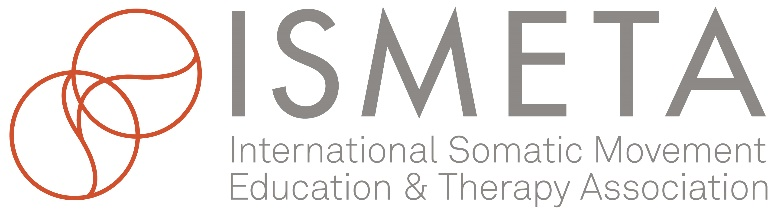 ISMETA
International Somatic Movement
Education & Therapy Association